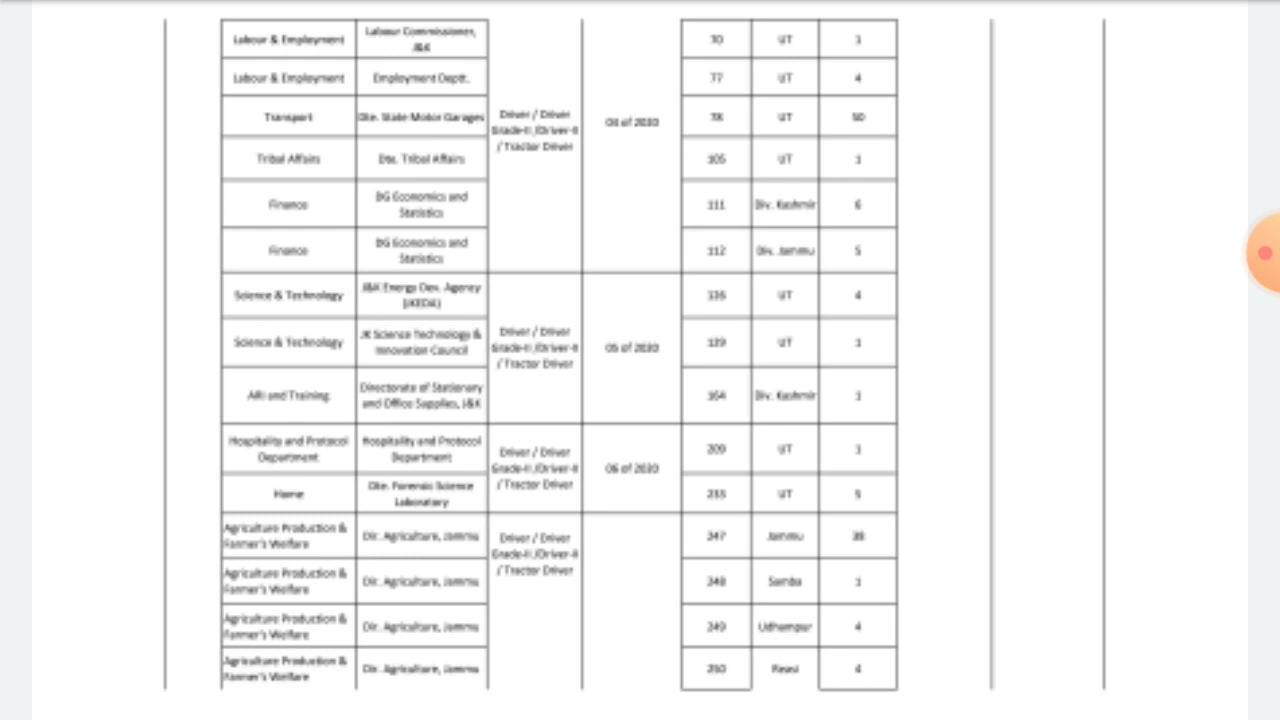 Labour & Employment
Labour Commissioner,
J&K
70
UT
1
Labour & Employment
Employment Deptt.
77
UT
4
Transport
Dte. State Motor Garages
78
UT
50
Driver / Driver
Grade-II /Driver-II
/ Tractor Driver
04 of 2020
Tribal Affairs
Dte. Tribal Affairs
105
UT
1
Finance
DG Economics and
Statistics
111
Div. Kashmir
6
Finance
DG Economics and
Statistics
112
Div. Jammu
5
Science & Technology
J&K Energy Dev. Agency
(JKEDA)
UT
4
Science & Technology
JK Science Technology &
Innovation Council
UT
1
Driver / Driver
Grade-II /Driver-II
/ Tractor Driver
05 of 2020
ARI and Training
Directorate of Stationary
and Office Supplies, J&K
164
Div. Kashmir
1
Hospitality and Protocol
Department
Hospitality and Protocol
Department
209
UT
1
Driver / Driver
Grade-II /Driver-II
/ Tractor Driver
06 of 2020
Home
Dte. Forensic Science
Laboratory
UT
5
Agriculture Production &
Farmer's Welfare
Dir. Agriculture, Jammu
Driver / Driver
Grade-II /Driver-II
/ Tractor Driver
247
Jammu
Agriculture Production &
Farmer's Welfare
Dir. Agriculture, Jammu
248
Samba
1
Agriculture Production &
Farmer's Welfare
Dir. Agriculture, Jammu
249
Udhampur
4
Agriculture Production &
Farmer's Welfare
Dir. Agriculture, Jammu
250
Reasi
4